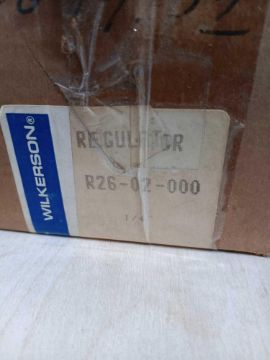 WILKERSON®
REGULATOR
R26-02-000
1/4